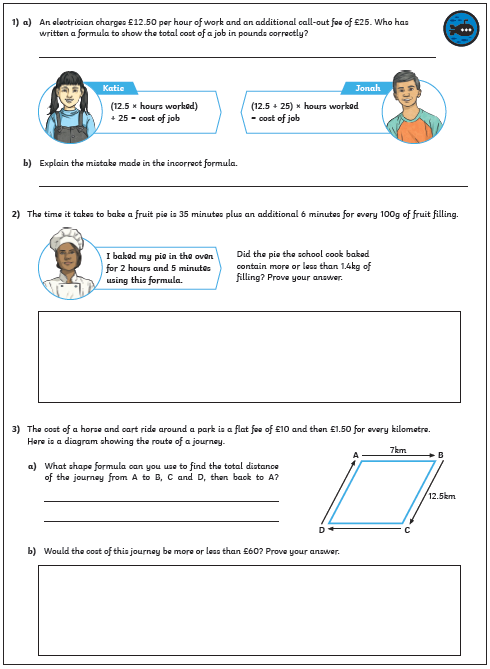 1) a) An electrician charges £12.50 per hour of work and an additional call-out fee of £25. Who has
written a formula to show the total cost of a job in pounds correctly?
Katie
(12.5 × hours worked)
+ 25 = cost of job
Jonah
(12.5 + 25) × hours worked
= cost of job
b) Explain the mistake made in the incorrect formula.
2) The time it takes to bake a fruit pie is 35 minutes plus an additional 6 minutes for every 100g of fruit filling.
I baked my pie in the oven
for 2 hours and 5 minutes
using this formula.
Did the pie the school cook baked
contain more or less than 1.4kg of
filling? Prove your answer.
3) The cost of a horse and cart ride around a park is a flat fee of £10 and then £1.50 for every kilometre.
Here is a diagram showing the route of a journey.
a) What shape formula can you use to find the total distance
of the journey from A to B, C and D, then back to A?
A 7km B
12.5km
D C
b) Would the cost of this journey be more or less than £60? Prove your answer.